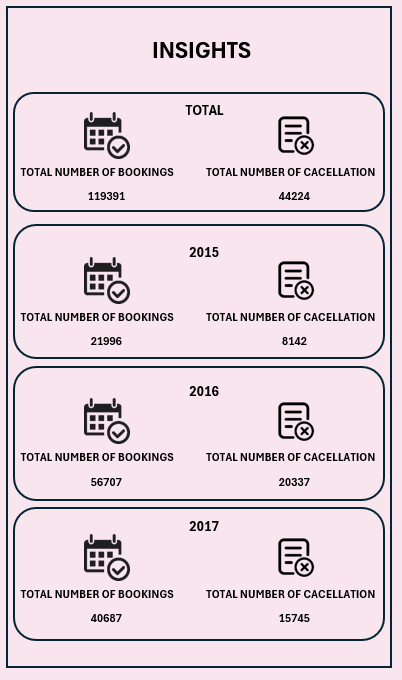 INSIGHTS
TOTAL
TOTAL NUMBER OF BOOKINGS
119391
TOTAL NUMBER OF CACELLATION
44224
2015
TOTAL NUMBER OF BOOKINGS
21996
TOTAL NUMBER OF CACELLATION
8142
2016
TOTAL NUMBER OF BOOKINGS
56707
TOTAL NUMBER OF CACELLATION
20337
2017
TOTAL NUMBER OF BOOKINGS
40687
TOTAL NUMBER OF CACELLATION
15745